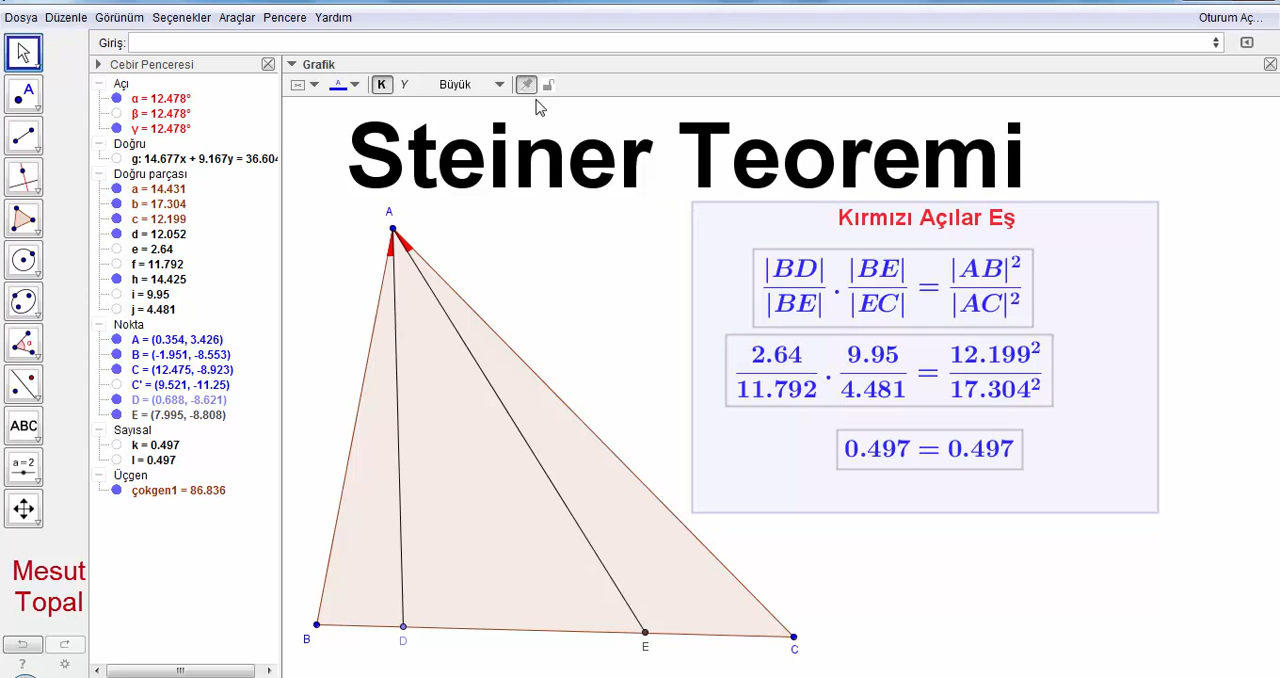 Dosya Düzenle Görünüm Seçenekler Araçlar Pencere Yardım Oturum Aç...
Giriş:
Cebir Penceresi
Grafik
A K Y Büyük
Açı
α = 12.478°
β = 12.478°
γ = 12.478°
Doğru
g: 14.677x + 9.167y = 36.604
Doğru parçası
a = 14.431
b = 17.304
c = 12.199
d = 12.052
e = 2.64
f = 11.792
h = 14.425
i = 9.95
j = 4.481
Nokta
A = (0.354, 3.426)
B = (-1.951, -8.553)
C = (12.475, -8.923)
C' = (9.521, -11.25)
D = (0.688, -8.621)
E = (7.995, -8.808)
Sayısal
k = 0.497
l = 0.497
Üçgen
çokgen1 = 86.836
A
α
ABC
a=2
Mesut
Topal
?
Steiner Teoremi
A
B
D
E
C
Kırmızı Açılar Eş
|BD| |BE| |AB|²
· =
|BE| |EC| |AC|²
2.64 9.95 12.199²
· =
11.792 4.481 17.304²
0.497 = 0.497